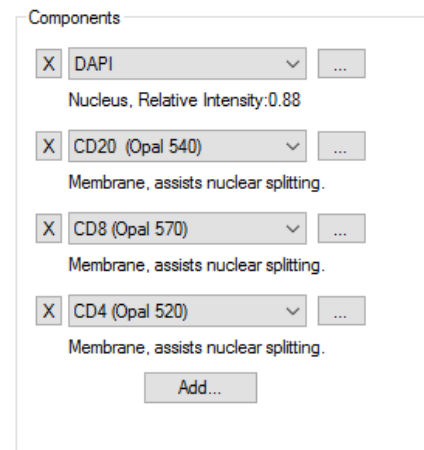 Components
X DAPI ...
Nucleus, Relative Intensity:0.88
X CD20 (Opal 540) ...
Membrane, assists nuclear splitting.
X CD8 (Opal 570) ...
Membrane, assists nuclear splitting.
X CD4 (Opal 520) ...
Membrane, assists nuclear splitting.
Add...